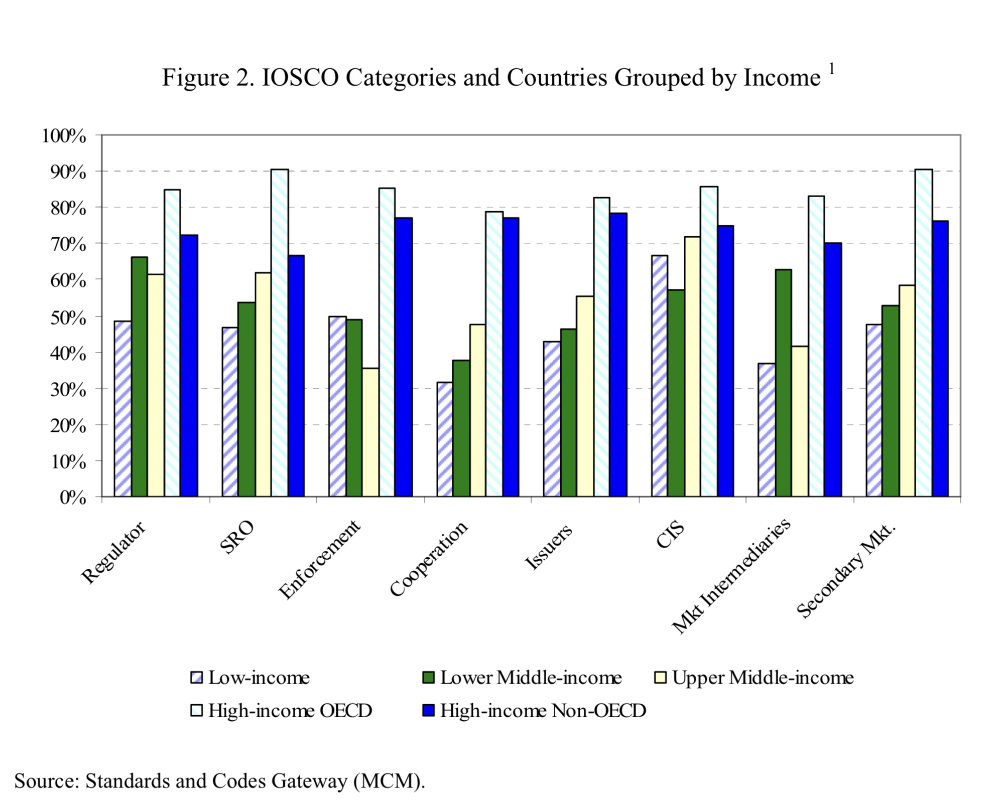 Figure 2. IOSCO Categories and Countries Grouped by Income 1
100%
90%
80%
70%
60%
50%
40%
30%
20%
10%
0%
Regulator
SRO
Enforcement
Cooperation
Issuers
CIS
Mkt Intermediaries
Secondary Mkt.
Low-income
Lower Middle-income
Upper Middle-income
High-income OECD
High-income Non-OECD
Source: Standards and Codes Gateway (MCM).